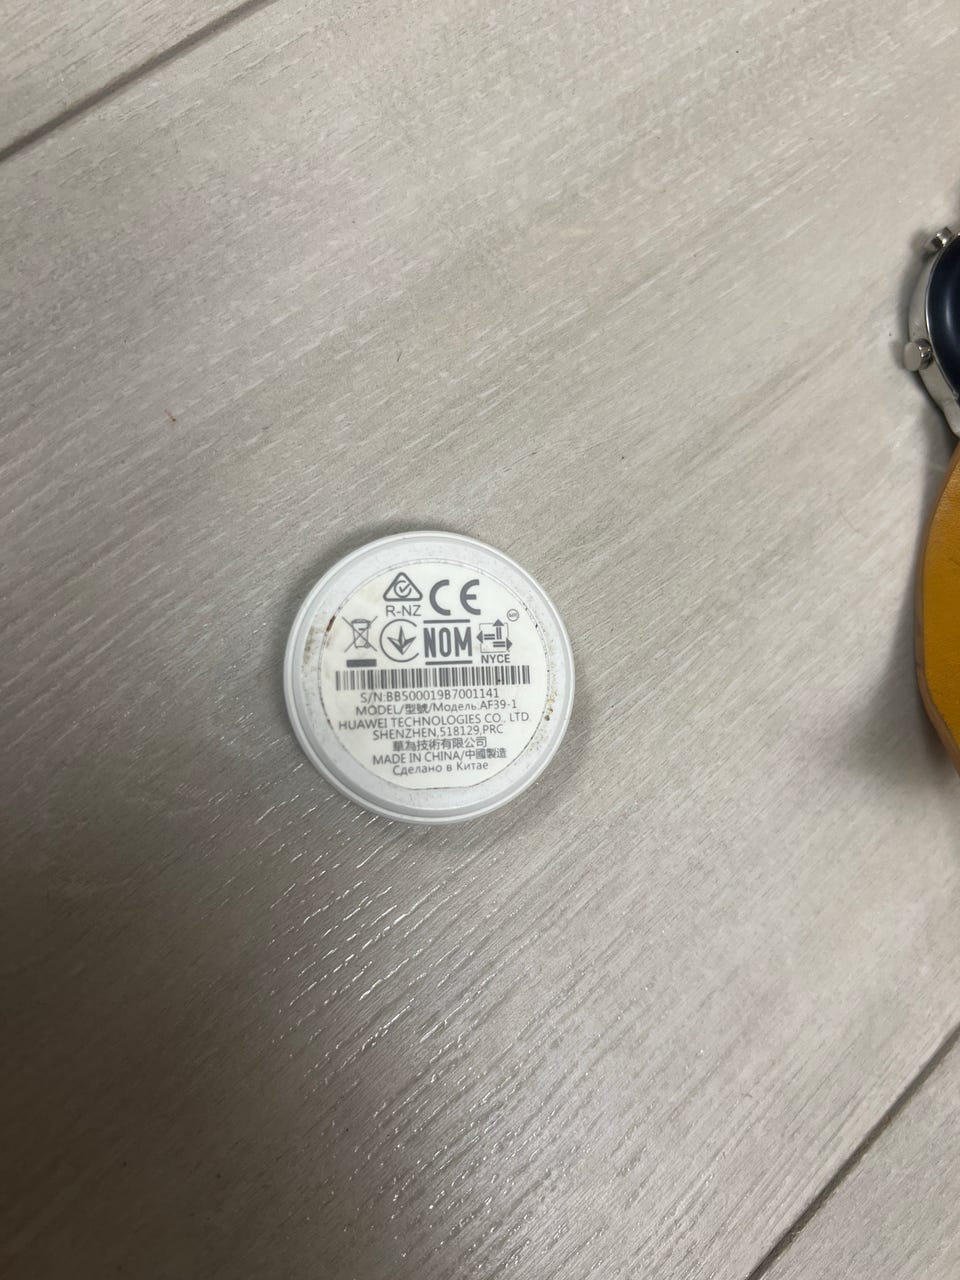 R-NZ
CE
NOM
MR
NYCE
S/N:BB500019B7001141
MODEL/型號/Модель:AF39-1
HUAWEI TECHNOLOGIES CO., LTD.
SHENZHEN,518129,PRC
華為技術有限公司
MADE IN CHINA/中國製造
Сделано в Китае